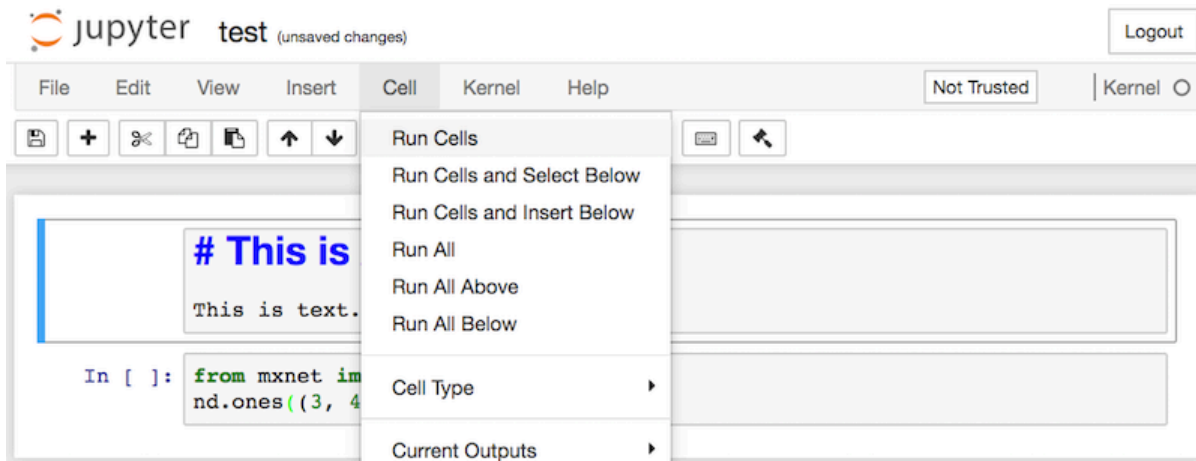 jupyter test (unsaved changes)
Logout
File Edit View Insert Cell Kernel Help
Not Trusted
Kernel
Run Cells
Run Cells and Select Below
Run Cells and Insert Below
Run All
Run All Above
Run All Below
Cell Type
Current Outputs
# This is
This is text.
In [ ]: from mxnet im
nd.ones((3, 4